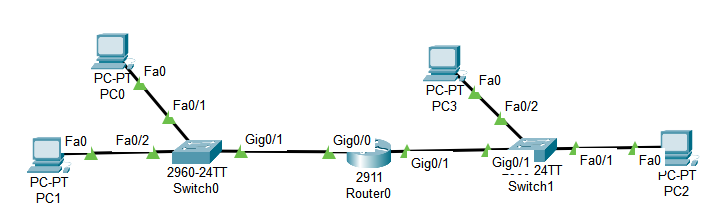 Fa0
PC-PT
PC0
Fa0/1
Fa0
PC-PT
PC3
Fa0/2
Fa0
Fa0/2
Gig0/1
Gig0/0
Gig0/1
Gig0/1
24TT
Fa0/1
Fa0
PC-PT
PC1
2960-24TT
Switch0
2911
Router0
Switch1
PC-PT
PC2